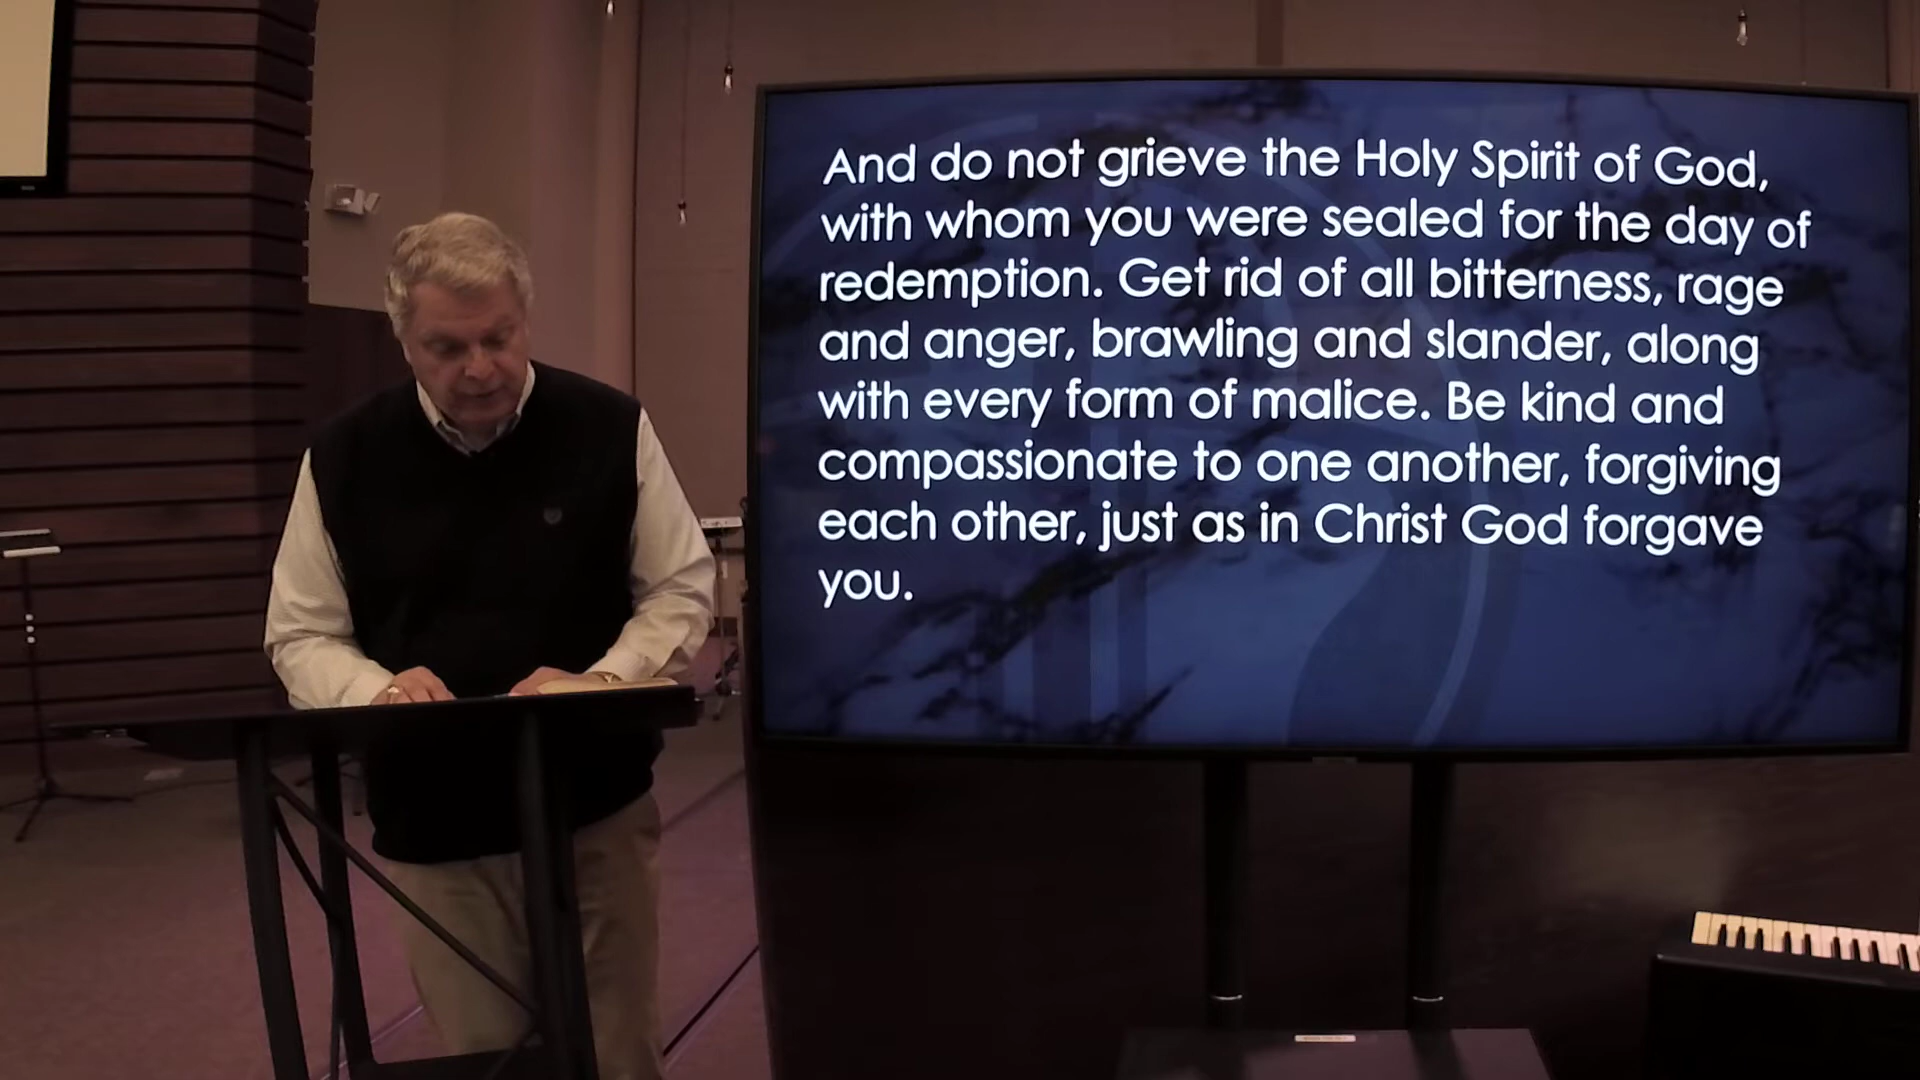 And do not grieve the Holy Spirit of God,
with whom you were sealed for the day of
redemption. Get rid of all bitterness, rage
and anger, brawling and slander, along
with every form of malice. Be kind and
compassionate to one another, forgiving
each other, just as in Christ God forgave
you.